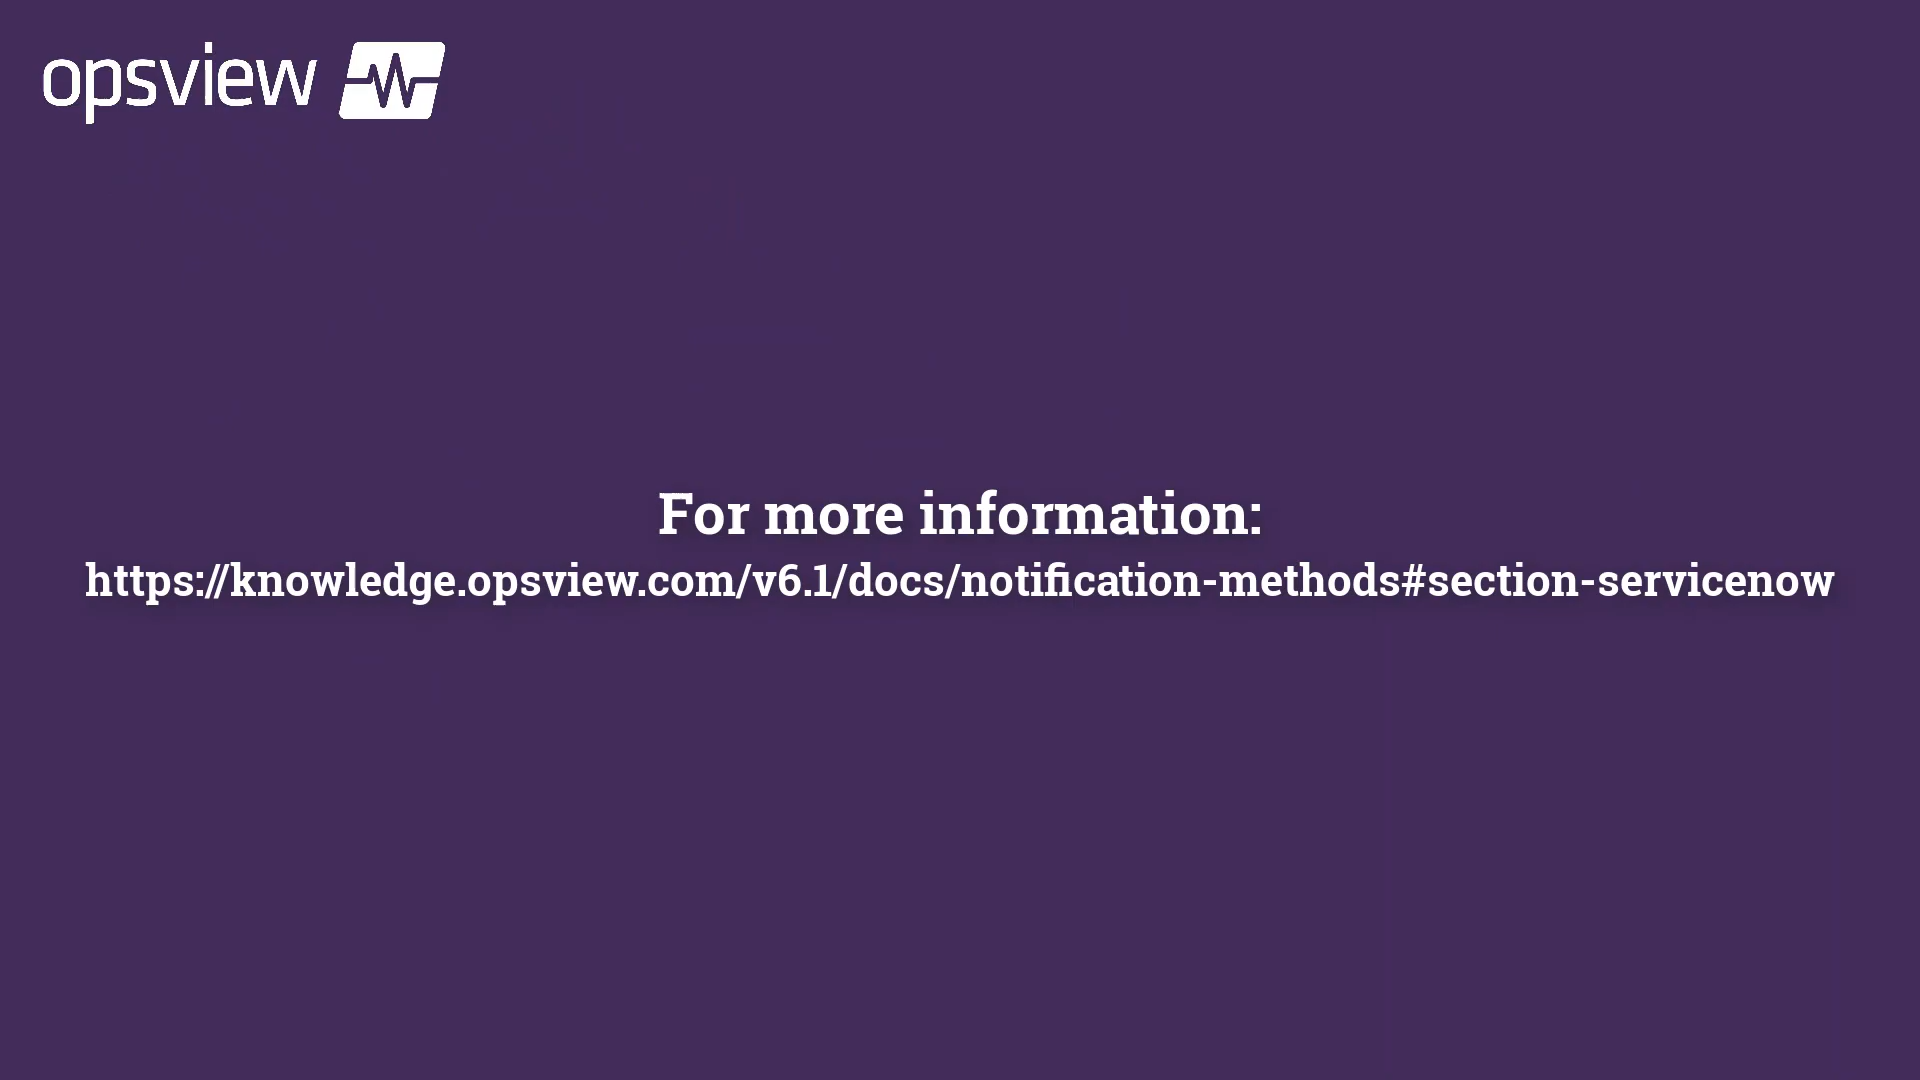 opsview
For more information:
https://knowledge.opsview.com/v6.1/docs/notification-methods#section-servicenow